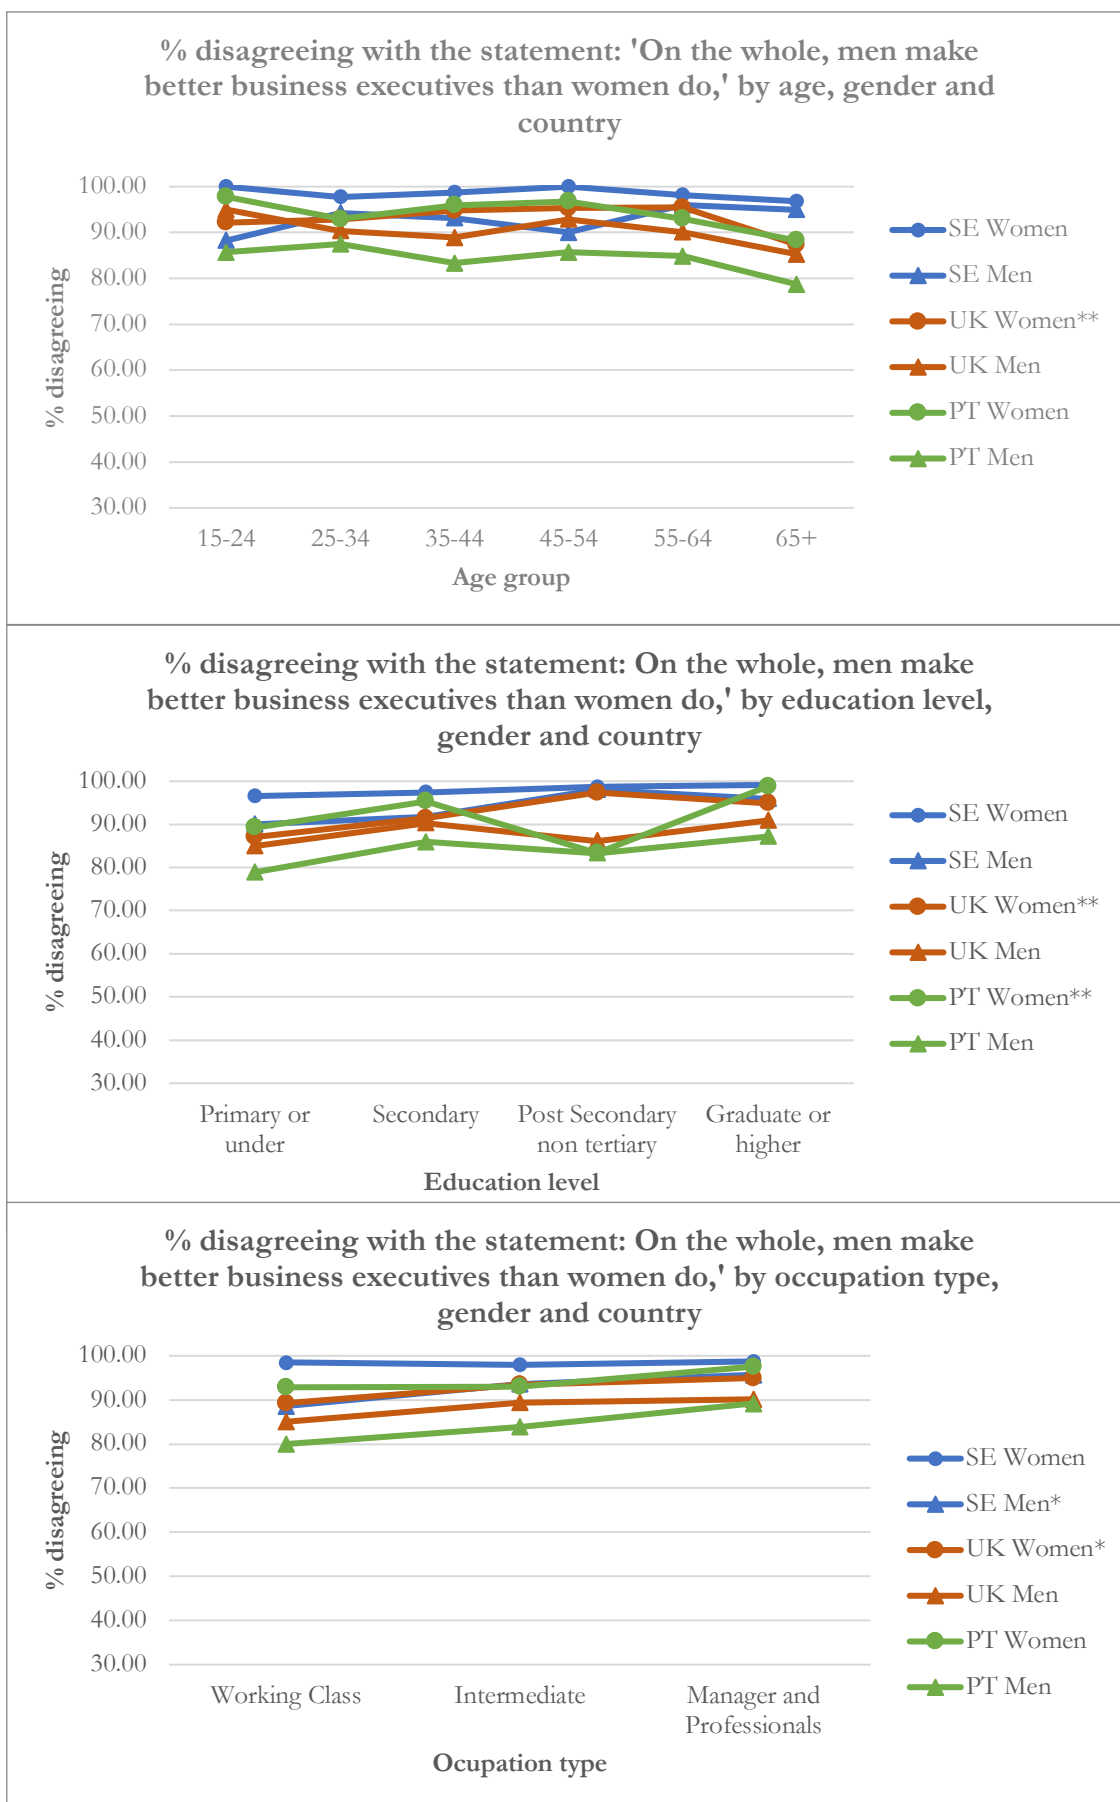 % disagreeing with the statement: 'On the whole, men make
better business executives than women do,' by age, gender and
country
100.00
90.00
80.00
70.00
60.00
50.00
40.00
30.00
% disagreeing
15-24
25-34
35-44
45-54
55-64
65+
Age group
SE Women
SE Men
UK Women**
UK Men
PT Women
PT Men
% disagreeing with the statement: On the whole, men make
better business executives than women do,' by education level,
gender and country
100.00
90.00
80.00
70.00
60.00
50.00
40.00
30.00
% disagreeing
Primary or
under
Secondary
Post Secondary
non tertiary
Graduate or
higher
Education level
SE Women
SE Men
UK Women**
UK Men
PT Women**
PT Men
% disagreeing with the statement: On the whole, men make
better business executives than women do,' by occupation type,
gender and country
100.00
90.00
80.00
70.00
60.00
50.00
40.00
30.00
% disagreeing
Working Class
Intermediate
Manager and
Professionals
Ocupation type
SE Women
SE Men*
UK Women*
UK Men
PT Women
PT Men